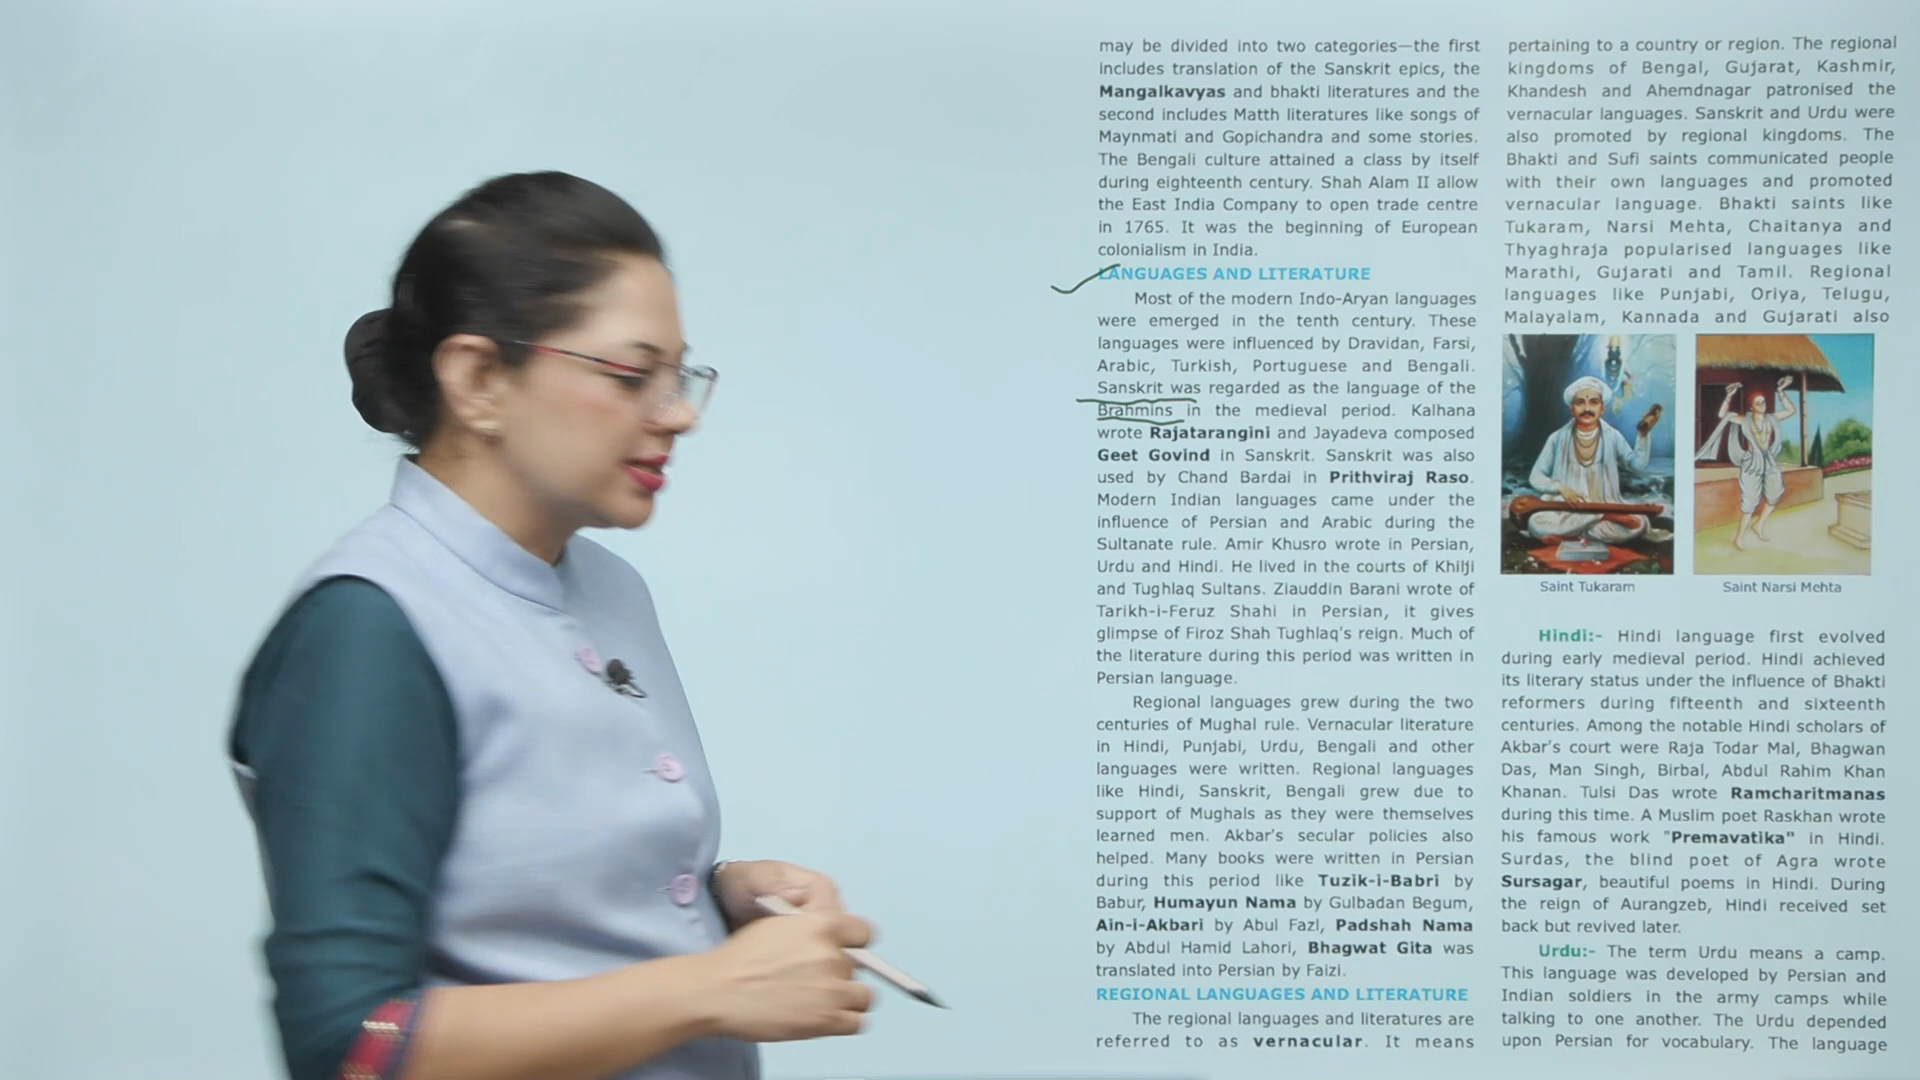 may be divided into two categories—the first
includes translation of the Sanskrit epics, the
Mangalkavyas and bhakti literatures and the
second includes Matth literatures like songs of
Maynmati and Gopichandra and some stories.
The Bengali culture attained a class by itself
during eighteenth century. Shah Alam II allow
the East India Company to open trade centre
in 1765. It was the beginning of European
colonialism in India.
LANGUAGES AND LITERATURE
Most of the modern Indo-Aryan languages
were emerged in the tenth century. These
languages were influenced by Dravidan, Farsi,
Arabic, Turkish, Portuguese and Bengali.
Sanskrit was regarded as the language of the
Brahmins in the medieval period. Kalhana
wrote Rajatarangini and Jayadeva composed
Geet Govind in Sanskrit. Sanskrit was also
used by Chand Bardai in Prithviraj Raso.
Modern Indian languages came under the
influence of Persian and Arabic during the
Sultanate rule. Amir Khusro wrote in Persian,
Urdu and Hindi. He lived in the courts of Khilji
and Tughlaq Sultans. Ziauddin Barani wrote of
Tarikh-i-Feruz Shahi in Persian, it gives
glimpse of Firoz Shah Tughlaq's reign. Much of
the literature during this period was written in
Persian language.
Regional languages grew during the two
centuries of Mughal rule. Vernacular literature
in Hindi, Punjabi, Urdu, Bengali and other
languages were written. Regional languages
like Hindi, Sanskrit, Bengali grew due to
support of Mughals as they were themselves
learned men. Akbar's secular policies also
helped. Many books were written in Persian
during this period like Tuzik-i-Babri by
Babur, Humayun Nama by Gulbadan Begum,
Ain-i-Akbari by Abul Fazl, Padshah Nama
by Abdul Hamid Lahori, Bhagwat Gita was
translated into Persian by Faizi.
REGIONAL LANGUAGES AND LITERATURE
The regional languages and literatures are
referred to as vernacular. It means
pertaining to a country or region. The regional
kingdoms of Bengal, Gujarat, Kashmir,
Khandesh and Ahemdnagar patronised the
vernacular languages. Sanskrit and Urdu were
also promoted by regional kingdoms. The
Bhakti and Sufi saints communicated people
with their own languages and promoted
vernacular language. Bhakti saints like
Tukaram, Narsi Mehta, Chaitanya and
Thyaghraja popularised languages like
Marathi, Gujarati and Tamil. Regional
languages like Punjabi, Oriya, Telugu,
Malayalam, Kannada and Gujarati also
Saint Tukaram
Saint Narsi Mehta
Hindi:- Hindi language first evolved
during early medieval period. Hindi achieved
its literary status under the influence of Bhakti
reformers during fifteenth and sixteenth
centuries. Among the notable Hindi scholars of
Akbar's court were Raja Todar Mal, Bhagwan
Das, Man Singh, Birbal, Abdul Rahim Khan
Khanan. Tulsi Das wrote Ramcharitmanas
during this time. A Muslim poet Raskhan wrote
his famous work "Premavatika" in Hindi.
Surdas, the blind poet of Agra wrote
Sursagar, beautiful poems in Hindi. During
the reign of Aurangzeb, Hindi received set
back but revived later.
Urdu:- The term Urdu means a camp.
This language was developed by Persian and
Indian soldiers in the army camps while
talking to one another. The Urdu depended
upon Persian for vocabulary. The language